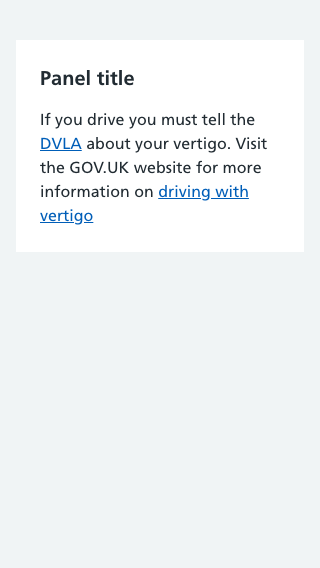 Panel title
If you drive you must tell the
DVLA about your vertigo. Visit
the GOV.UK website for more
information on driving with
vertigo